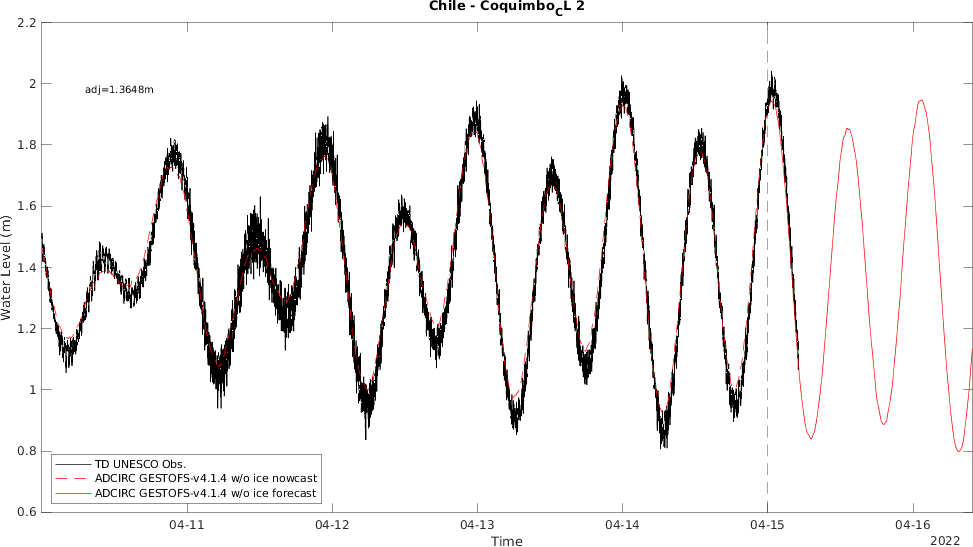 Chile - Coquimbo_CL 2
2.2
2
1.8
1.6
1.4
1.2
1
0.8
0.6
Water Level (m)
adj=1.3648m
TD UNESCO Obs.
ADCIRC GESTOFS-v4.1.4 w/o ice nowcast
ADCIRC GESTOFS-v4.1.4 w/o ice forecast
04-11
04-12
04-13
04-14
04-15
04-16
Time
2022